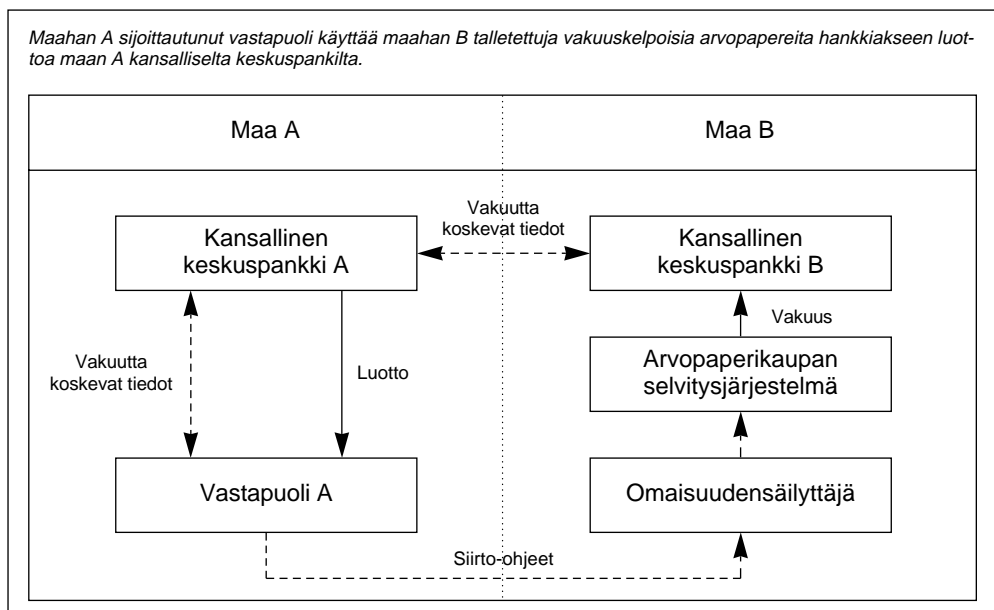 Maahan A sijoittautunut vastapuoli käyttää maahan B talletettuja vakuuskelpoisia arvopapereita hankkiakseen luot-
toa maan A kansalliselta keskuspankilta.
Maa A
Maa B
Kansallinen
keskuspankki A
Vakuutta
koskevat tiedot
Kansallinen
keskuspankki B
Vakuutta
koskevat tiedot
Luotto
Vakuus
Arvopaperikaupan
selvitysjärjestelmä
Vastapuoli A
Omaisuudensäilyttäjä
Siirto-ohjeet